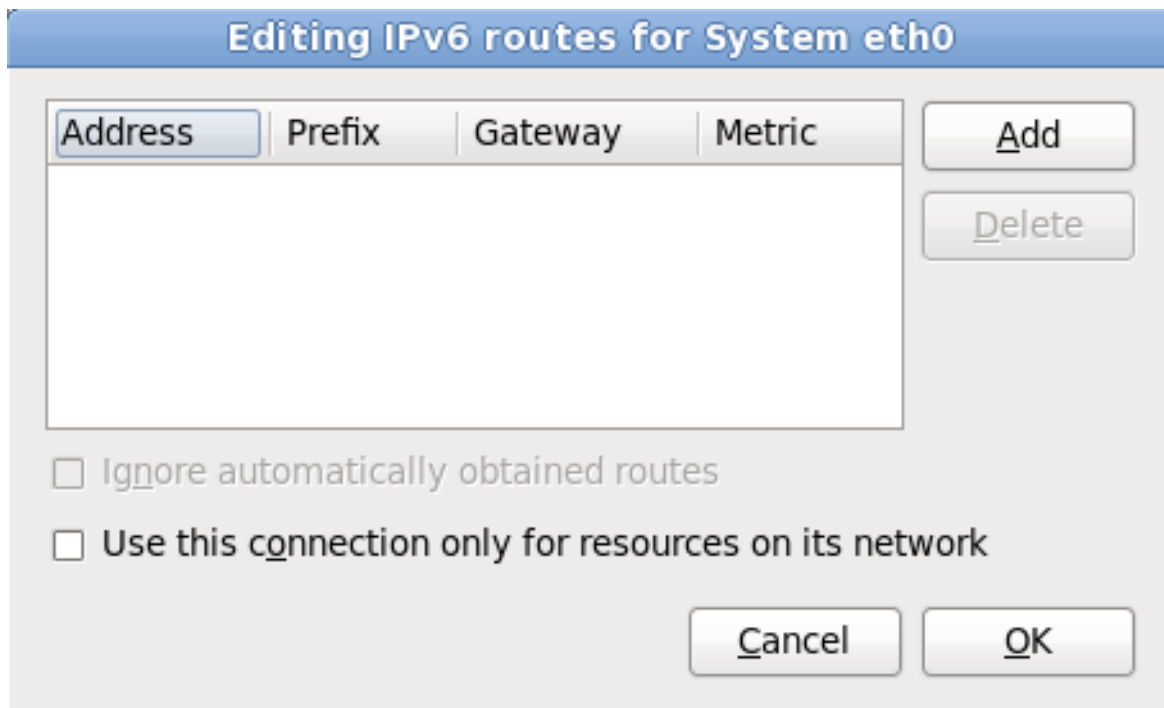 Editing IPv6 routes for System eth0
Address Prefix Gateway Metric
Add
Delete
Ignore automatically obtained routes
Use this connection only for resources on its network
Cancel OK